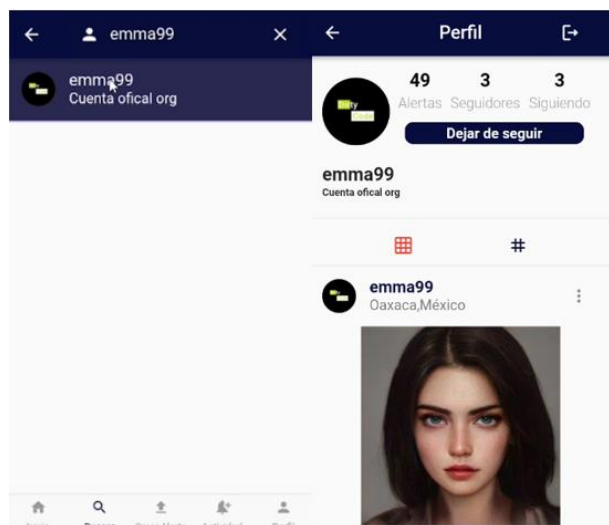 emma99
emma99
Cuenta ofical org
Perfil
49 3 3
Alertas Seguidores Siguiendo
Dejar de seguir
emma99
Cuenta ofical org
emma99
Oaxaca,México